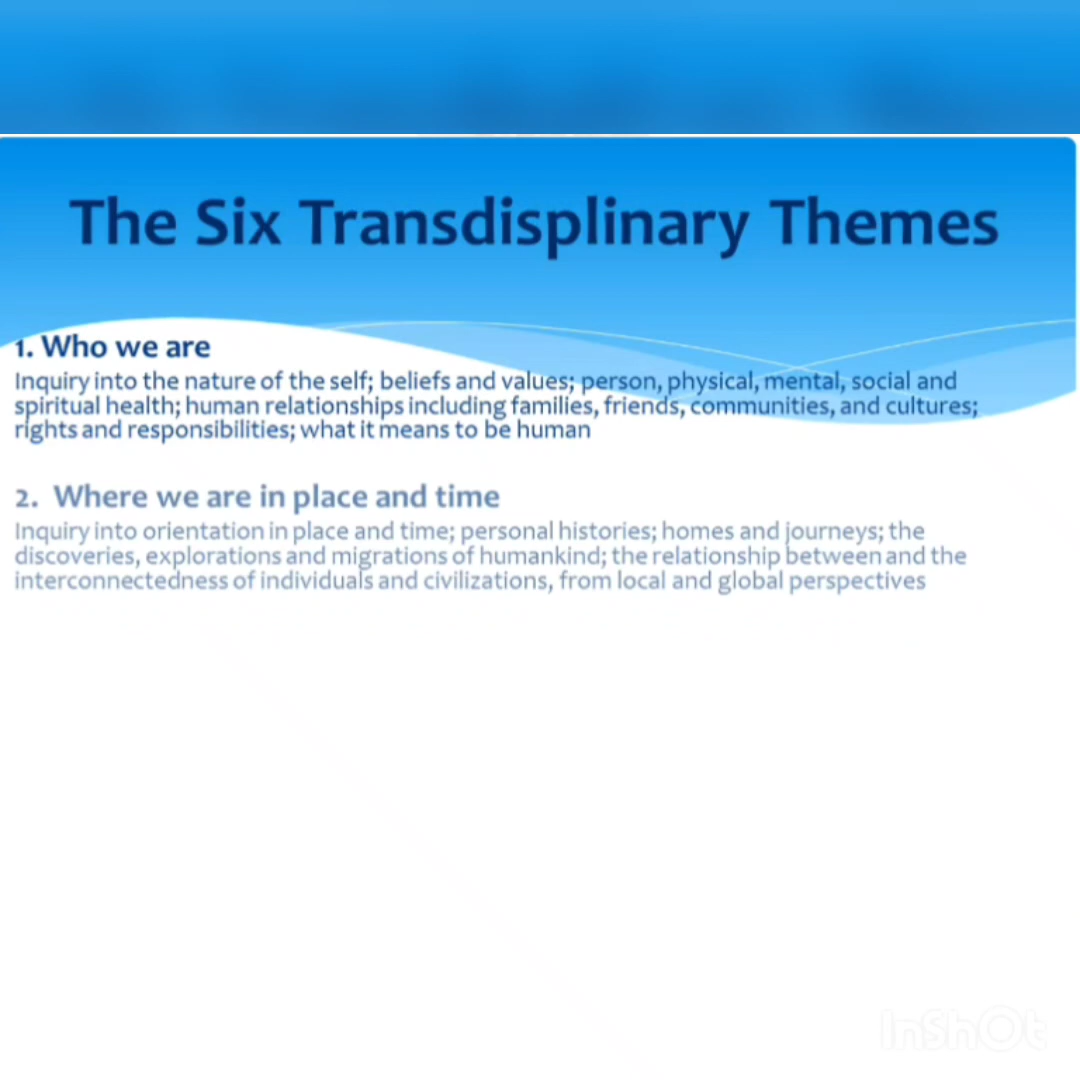 The Six Transdisplinary Themes
1. Who we are
Inquiry into the nature of the self; beliefs and values; person, physical, mental, social and
spiritual health; human relationships including families, friends, communities, and cultures;
rights and responsibilities; what it means to be human
2. Where we are in place and time
Inquiry into orientation in place and time; personal histories; homes and journeys; the
discoveries, explorations and migrations of humankind; the relationship between and the
interconnectedness of individuals and civilizations, from local and global perspectives
InShOt